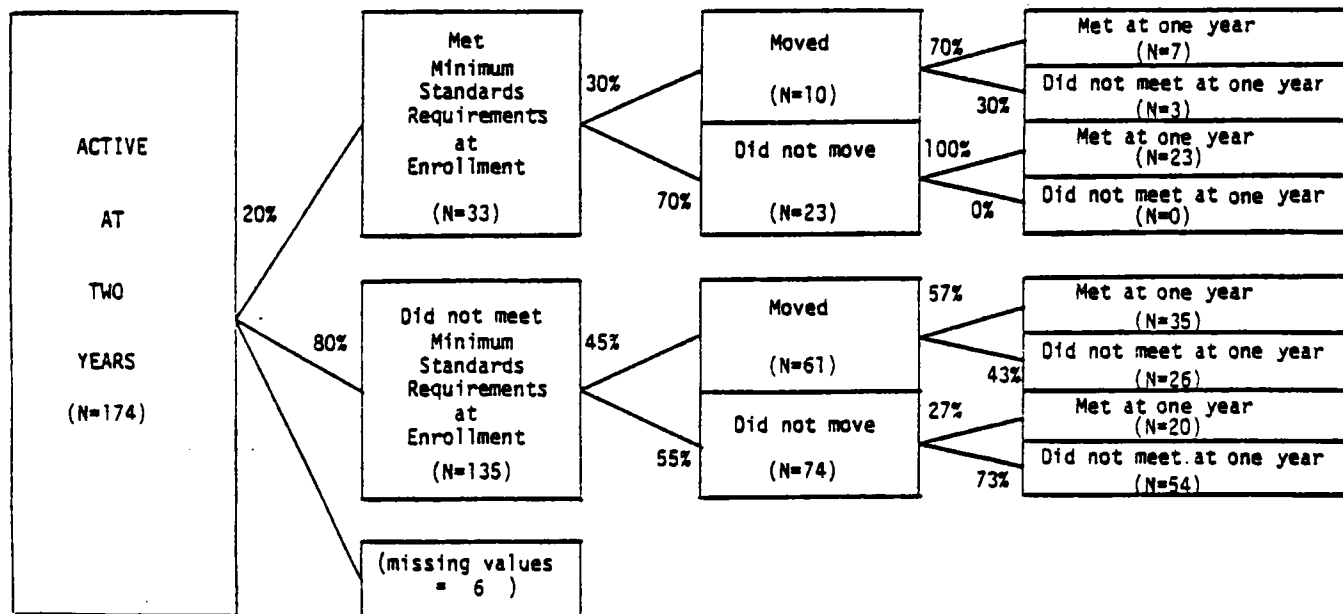 ACTIVE
AT
TWO
YEARS
(N=174)
20%
80%
Met
Minimum
Standards
Requirements
at
Enrollment
(N=33)
30%
70%
Moved
(N=10)
Did not move
(N=23)
70%
30%
100%
0%
Met at one year
(N=7)
Did not meet at one year
(N=3)
Met at one year
(N=23)
Did not meet at one year
(N=0)
Did not meet
Minimum
Standards
Requirements
at
Enrollment
(N=135)
45%
55%
Moved
(N=61)
Did not move
(N=74)
57%
43%
27%
73%
Met at one year
(N=35)
Did not meet at one year
(N=26)
Met at one year
(N=20)
Did not meet at one year
(N=54)
(missing values
= 6 )